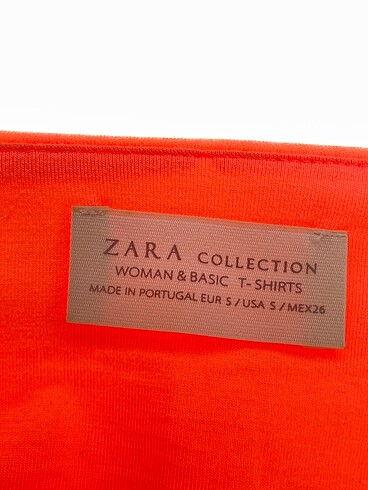 ZARA COLLECTION
WOMAN & BASIC T-SHIRTS
MADE IN PORTUGAL EUR S / USA S / MEX26